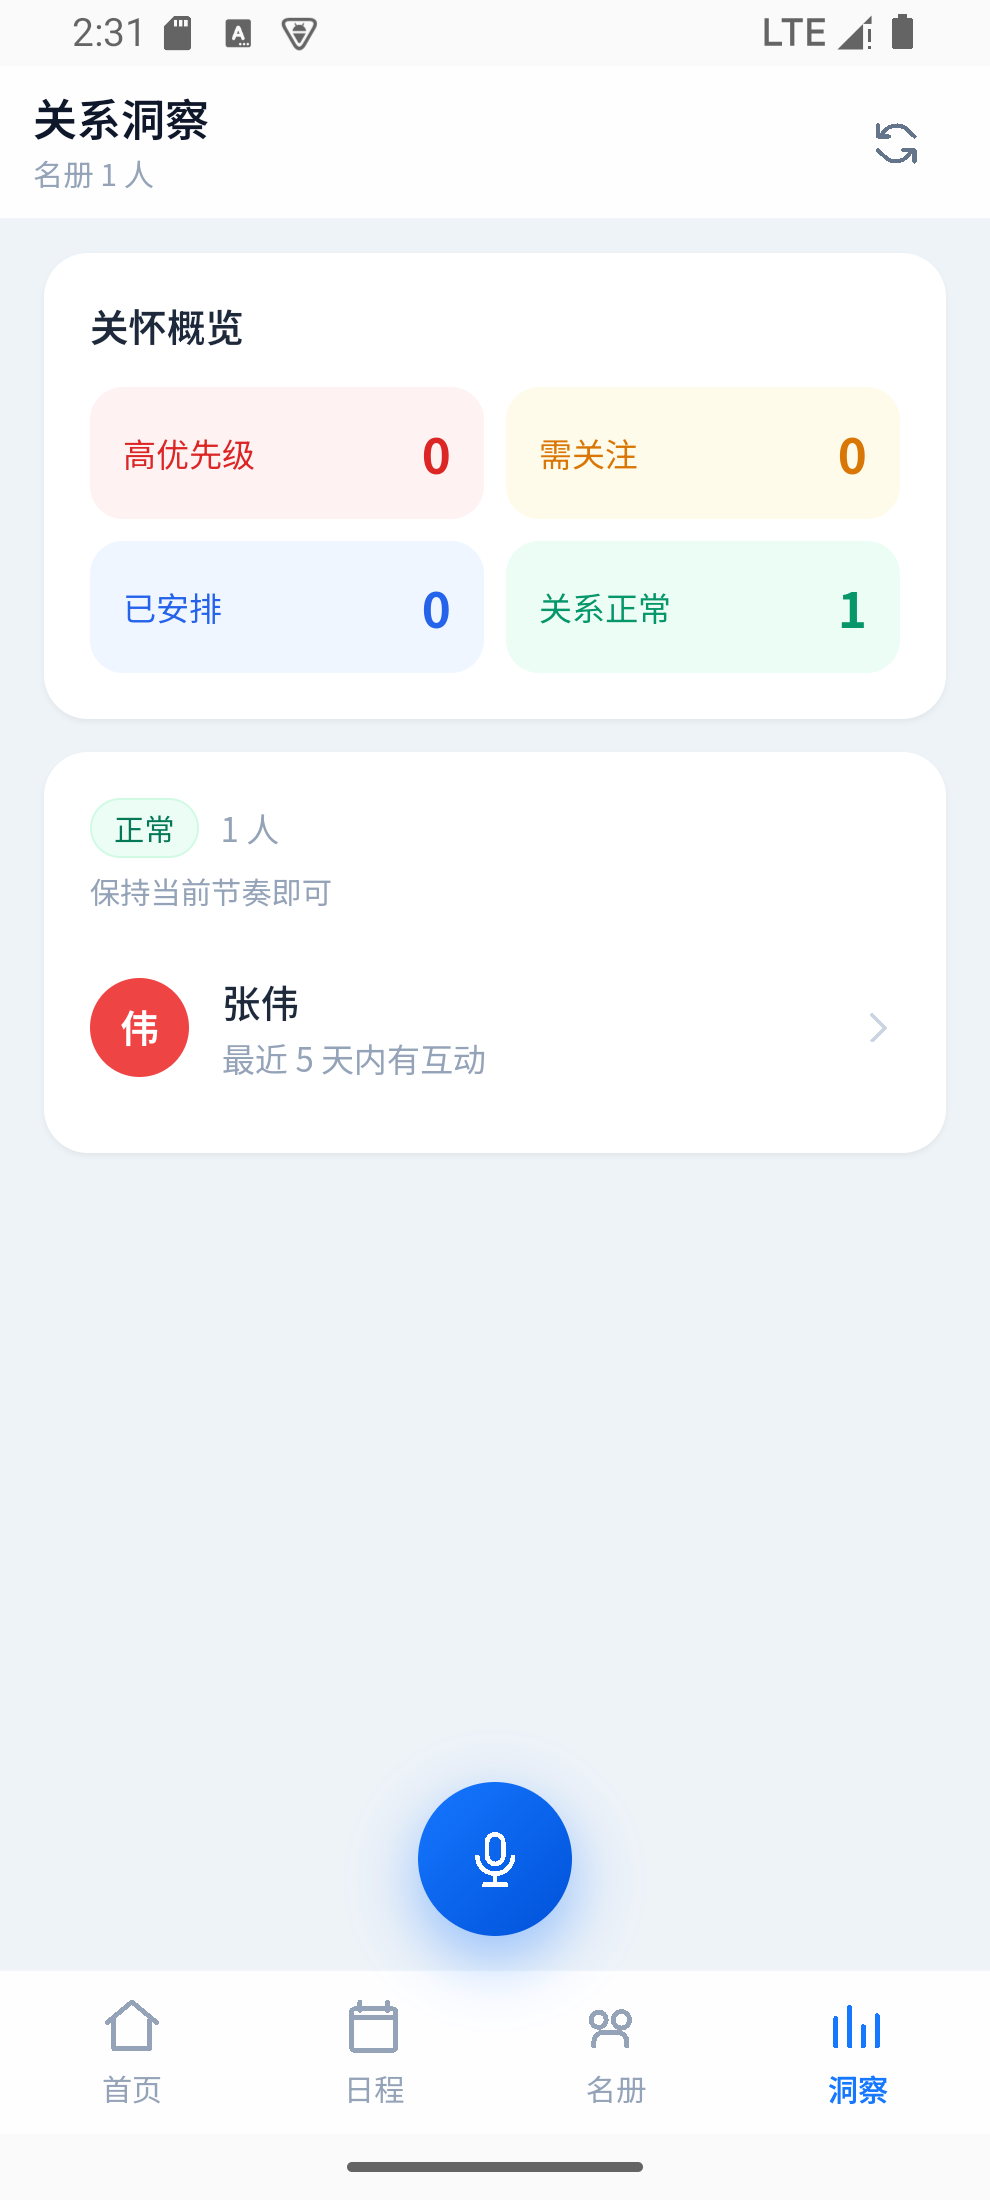 2:31
LTE
关系洞察
名册 1 人
关怀概览
高优先级 0
需关注 0
已安排 0
关系正常 1
正常 1 人
保持当前节奏即可
伟
张伟
最近 5 天内有互动
首页
日程
名册
洞察